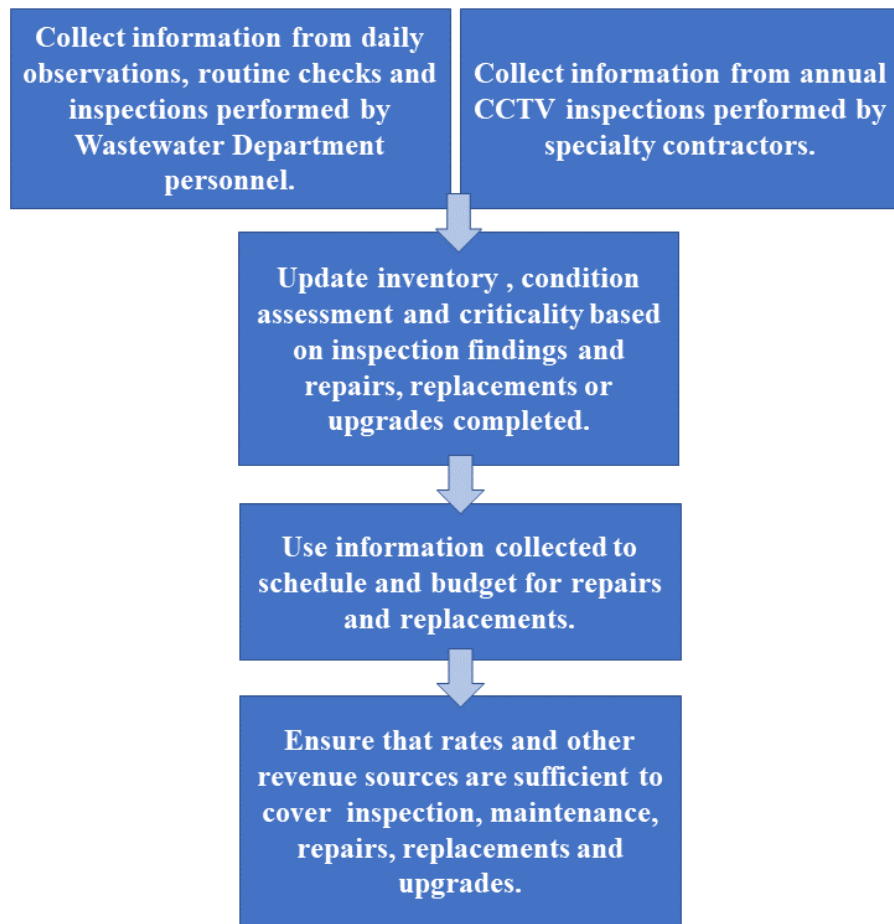 Collect information from daily
observations, routine checks and
inspections performed by
Wastewater Department
personnel.
Collect information from annual
CCTV inspections performed by
specialty contractors.
Update inventory , condition
assessment and criticality based
on inspection findings and
repairs, replacements or
upgrades completed.
Use information collected to
schedule and budget for repairs
and replacements.
Ensure that rates and other
revenue sources are sufficient to
cover  inspection, maintenance,
repairs, replacements and
upgrades.